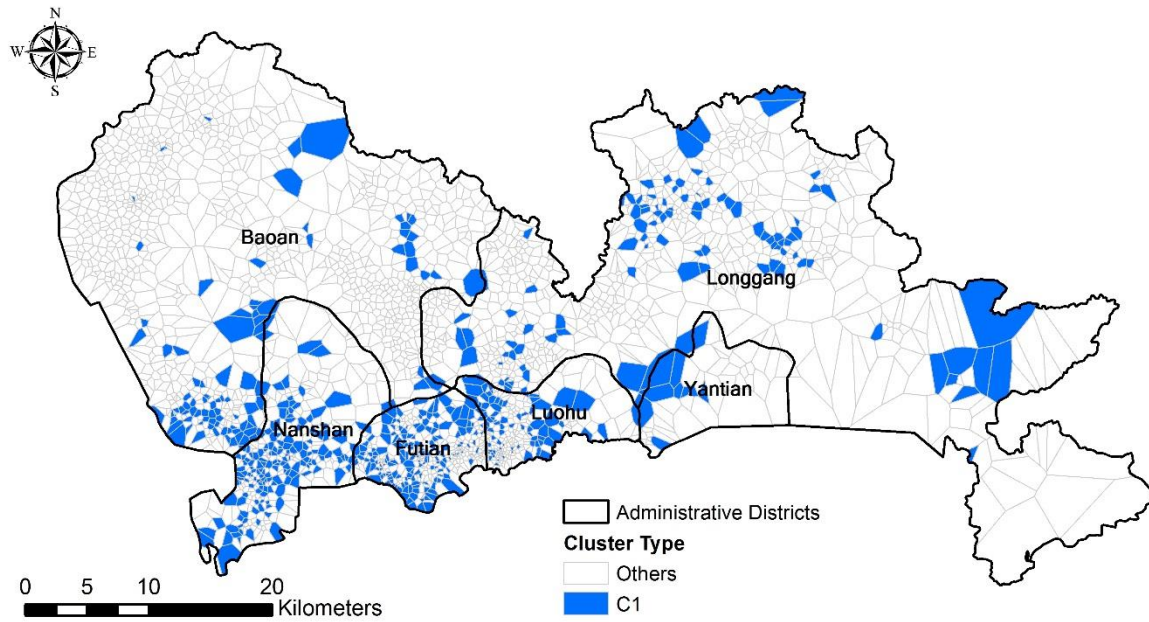 N
W E
S
Baoan
Longgang
Yantian
Luohu
Nanshan
Futian
Administrative Districts
Cluster Type
Others
C1
0 5 10 20
Kilometers